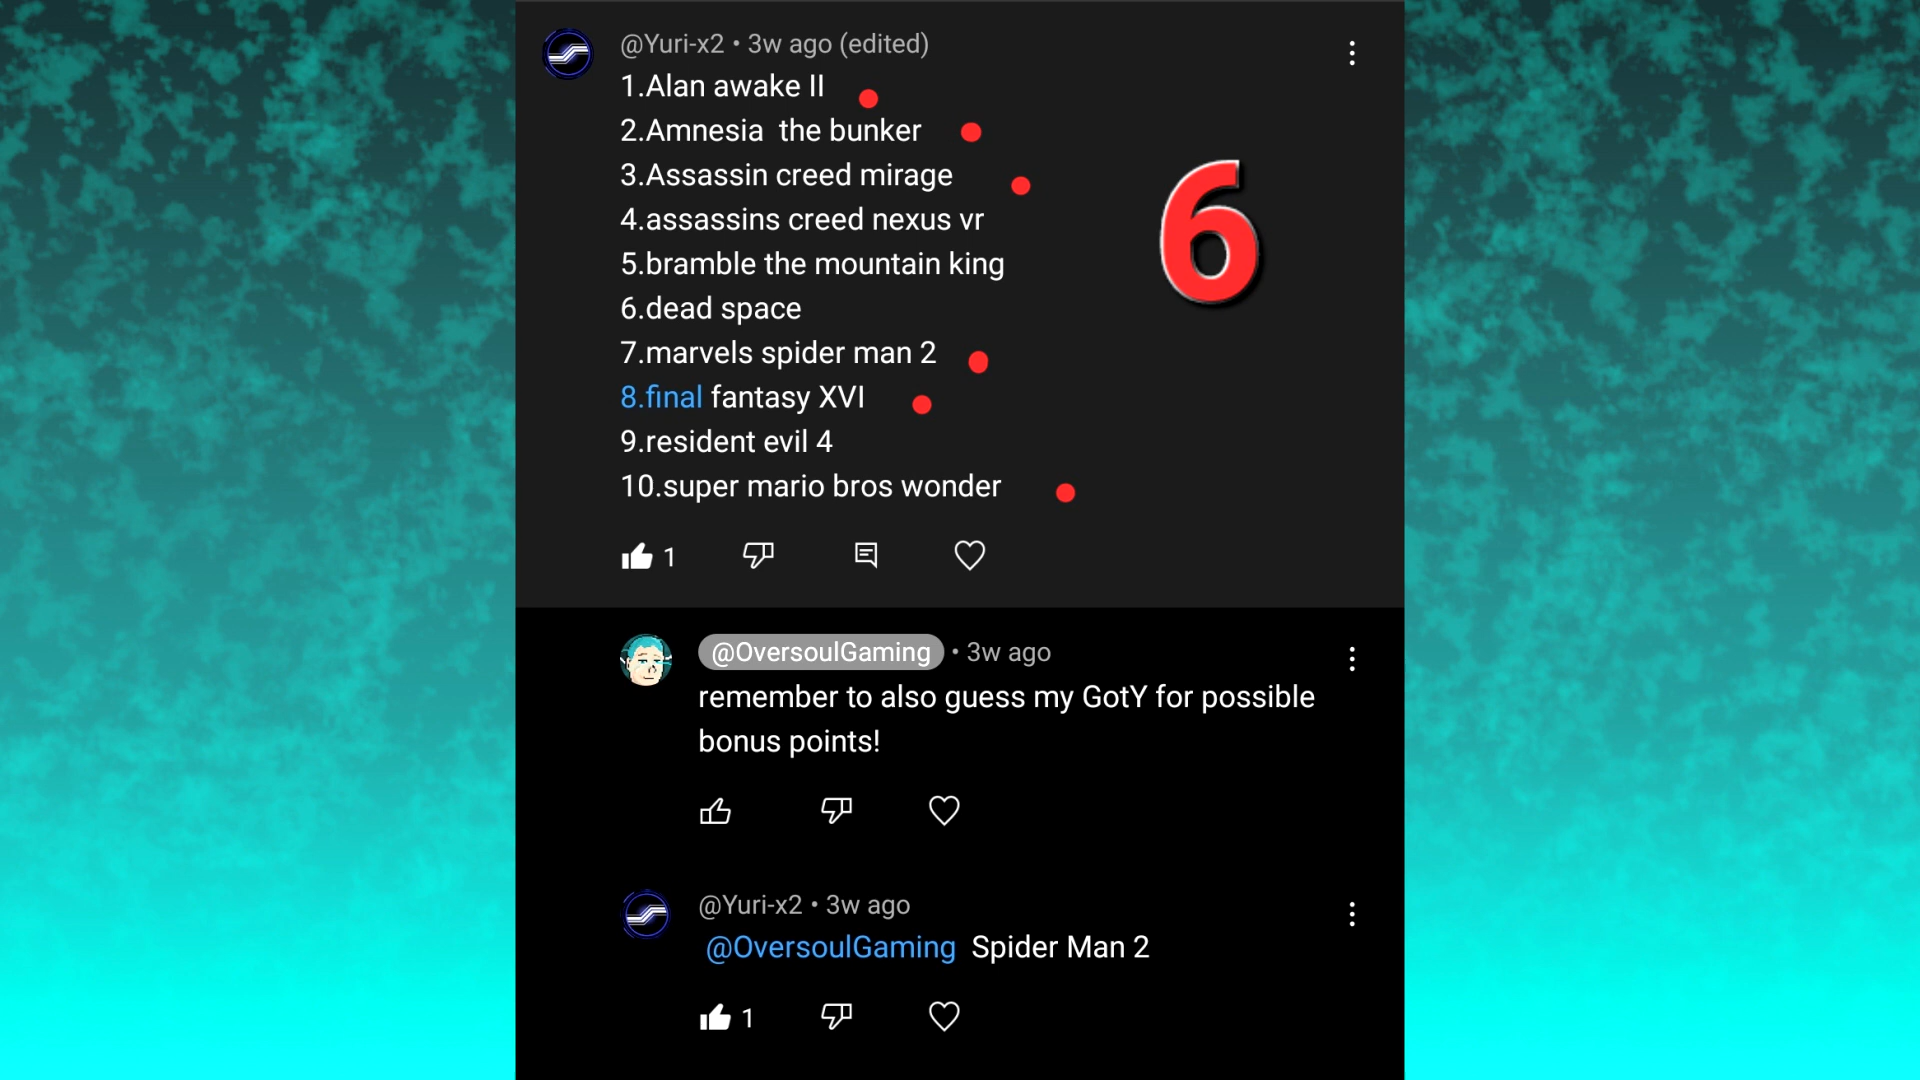 @Yuri-x2 • 3w ago (edited)
1.Alan awake II
2.Amnesia  the bunker
3.Assassin creed mirage
4.assassins creed nexus vr
5.bramble the mountain king
6.dead space
7.marvels spider man 2
8.final fantasy XVI
9.resident evil 4
10.super mario bros wonder
6
1
@OversoulGaming • 3w ago
remember to also guess my GotY for possible
bonus points!
@Yuri-x2 • 3w ago
@OversoulGaming  Spider Man 2
1